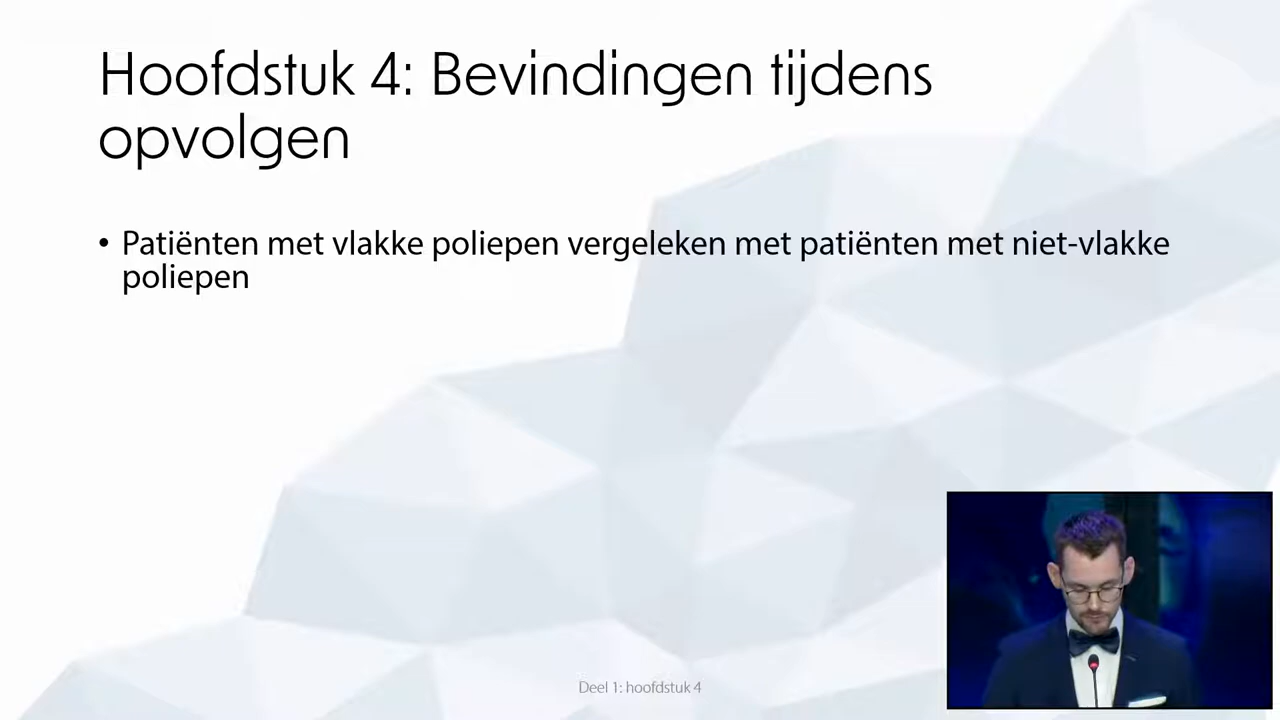 Hoofdstuk 4: Bevindingen tijdens
opvolgen
• Patiënten met vlakke poliepen vergeleken met patiënten met niet-vlakke
poliepen
Deel 1: hoofdstuk 4